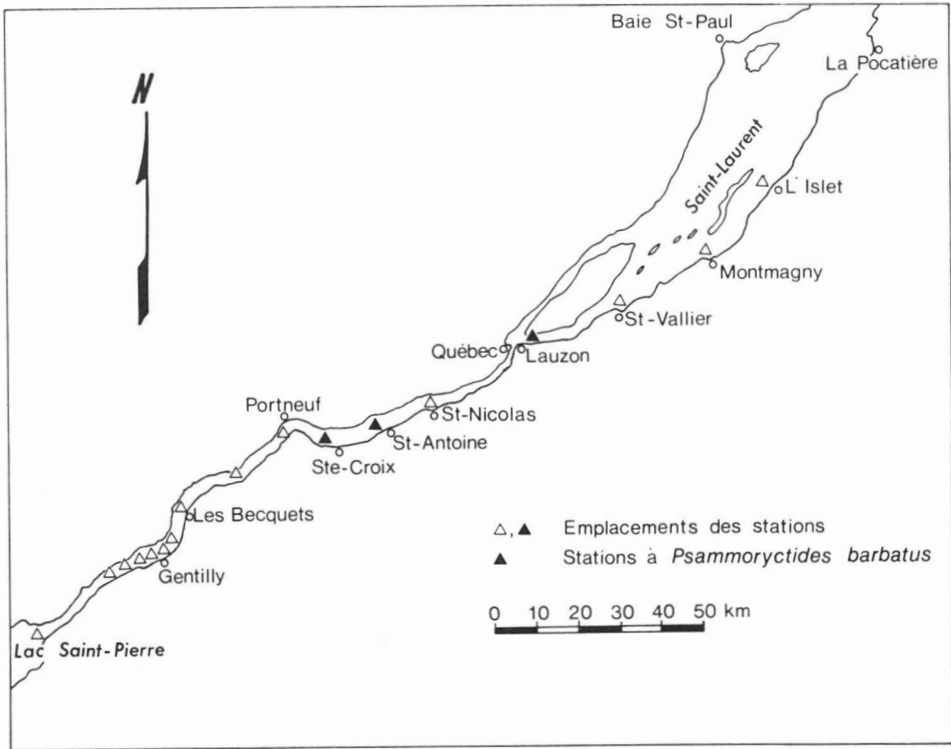 Baie St-Paul
La Pocatière
N
Saint-Laurent
L'Islet
Montmagny
St-Vallier
Québec
Lauzon
Portneuf
St-Nicolas
St-Antoine
Ste-Croix
Les Becquets
Gentilly
△,▲ Emplacements des stations
▲ Stations à Psammoryctides barbatus
0 10 20 30 40 50 km
Lac Saint-Pierre